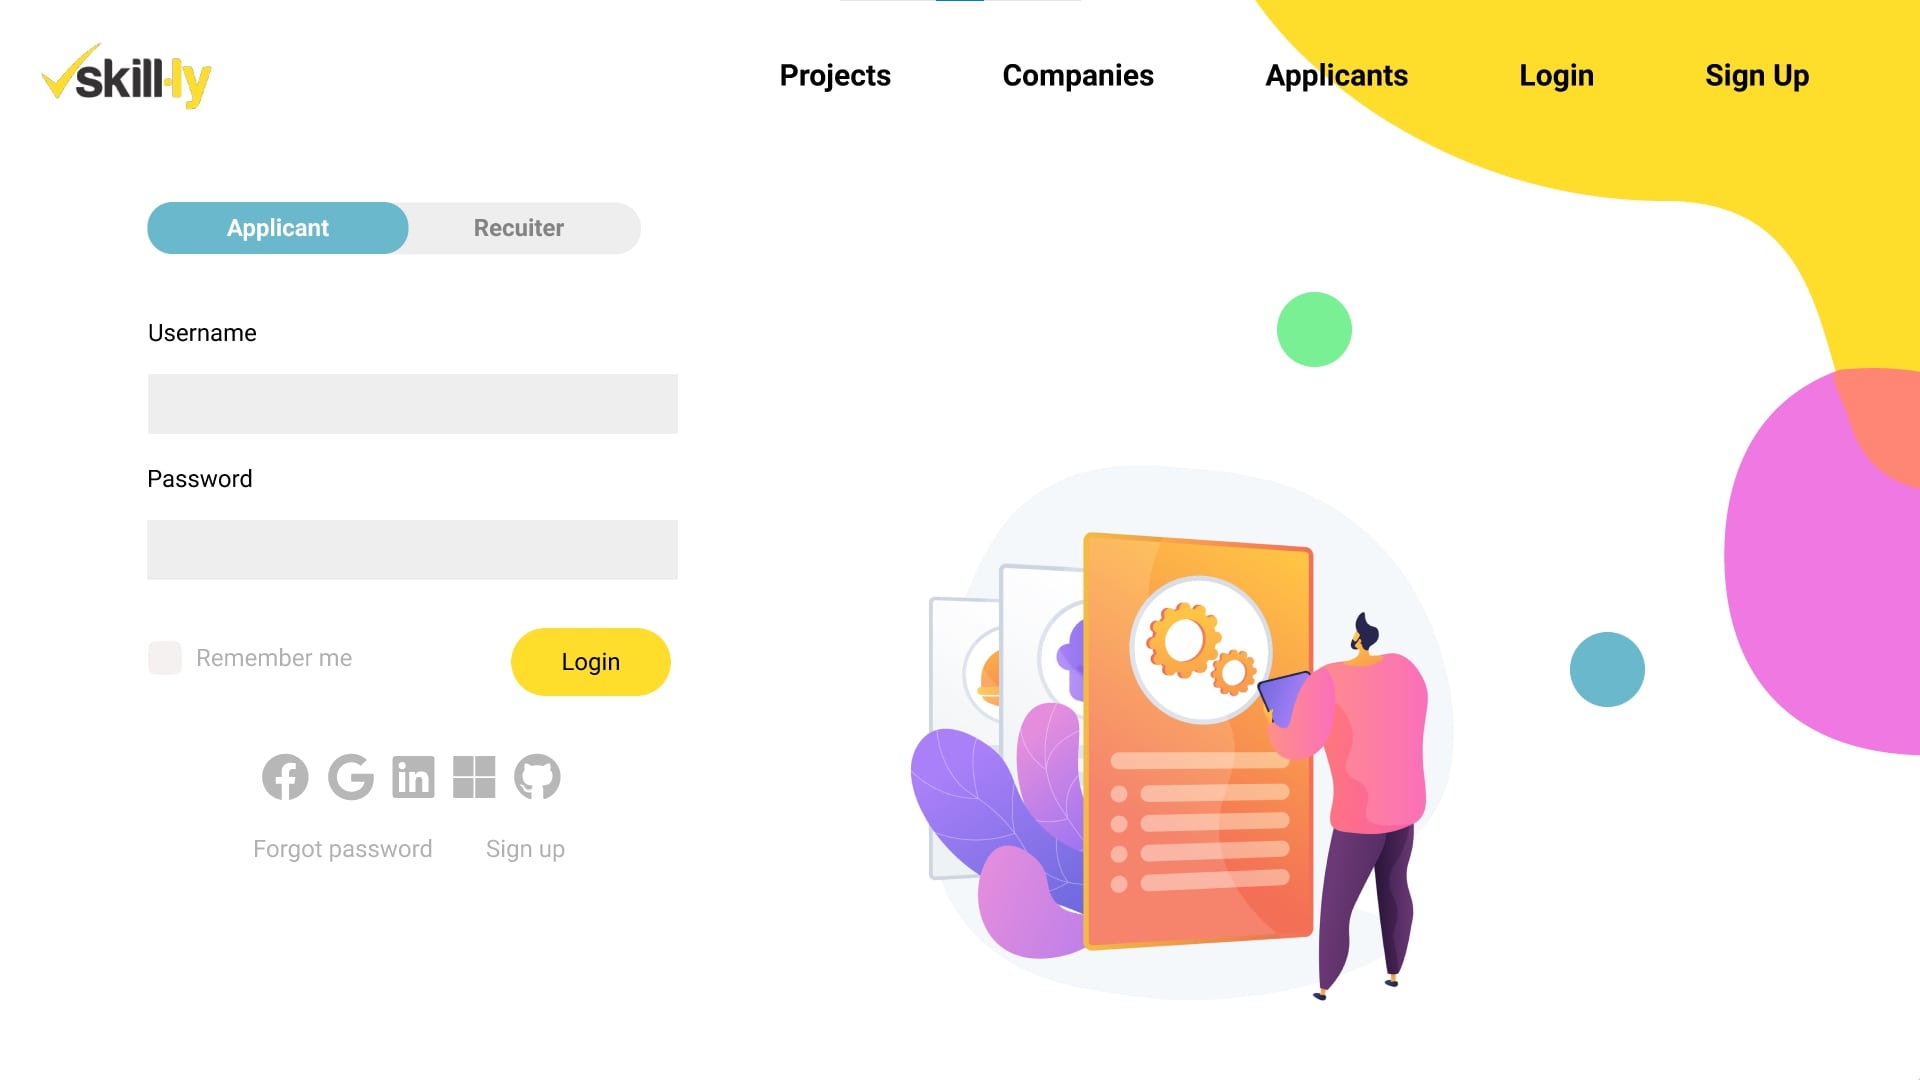 skill-ly
Projects
Companies
Applicants
Login
Sign Up
Applicant
Recuiter
Username
Password
Remember me
Login
Forgot password
Sign up